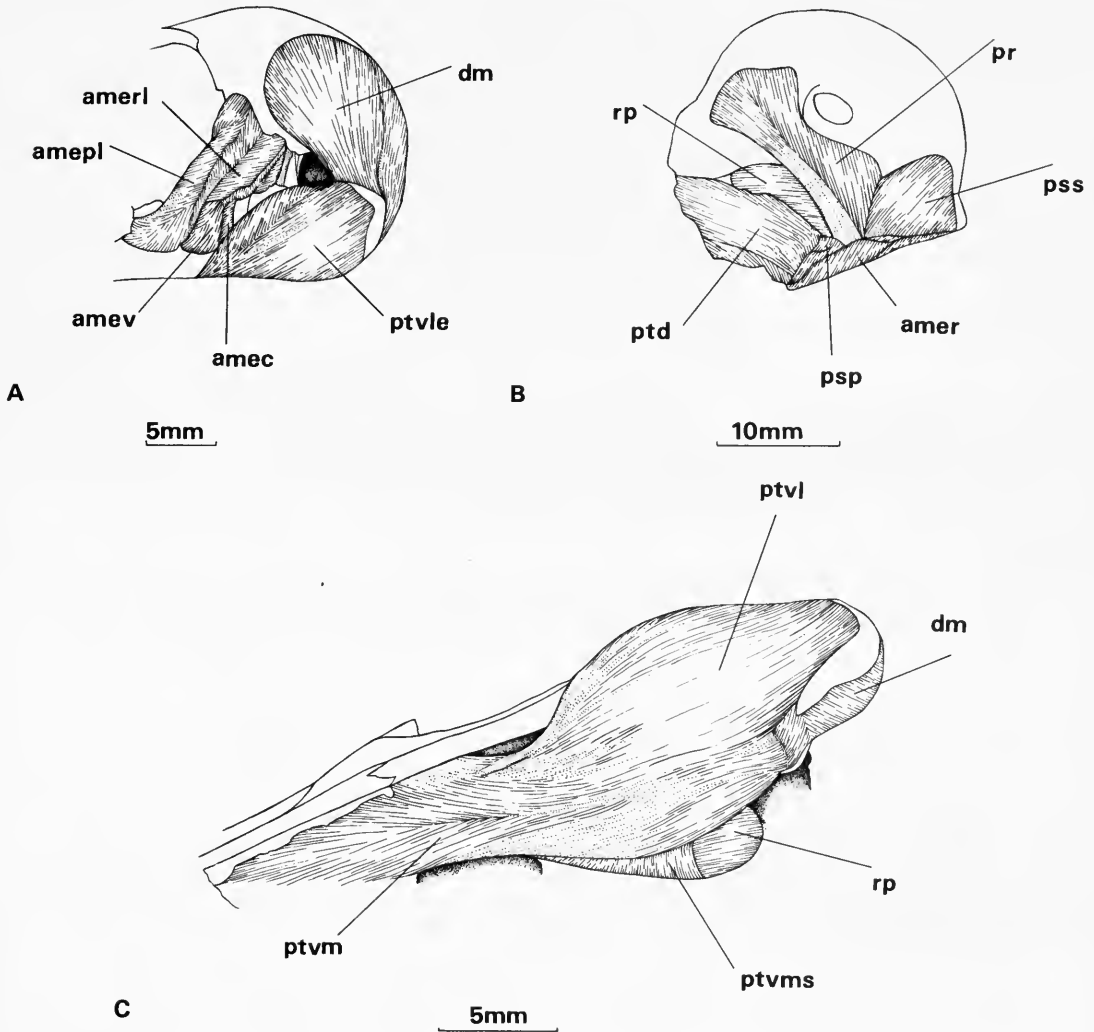 dm
amerl
amepl
amev
amec
ptvle
A
5mm
pr
rp
pss
ptd
amer
psp
B
10mm
ptvl
dm
rp
ptvm
ptvms
C
5mm